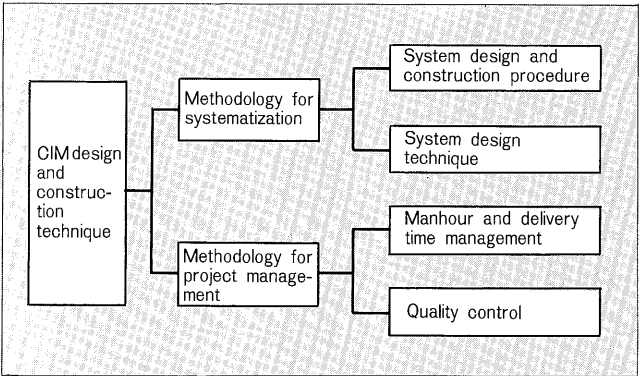 CIM design
and
construc-
tion
technique
Methodology for
systematization
Methodology for
project manage-
ment
System design and
construction procedure
System design
technique
Manhour and delivery
time management
Quality control